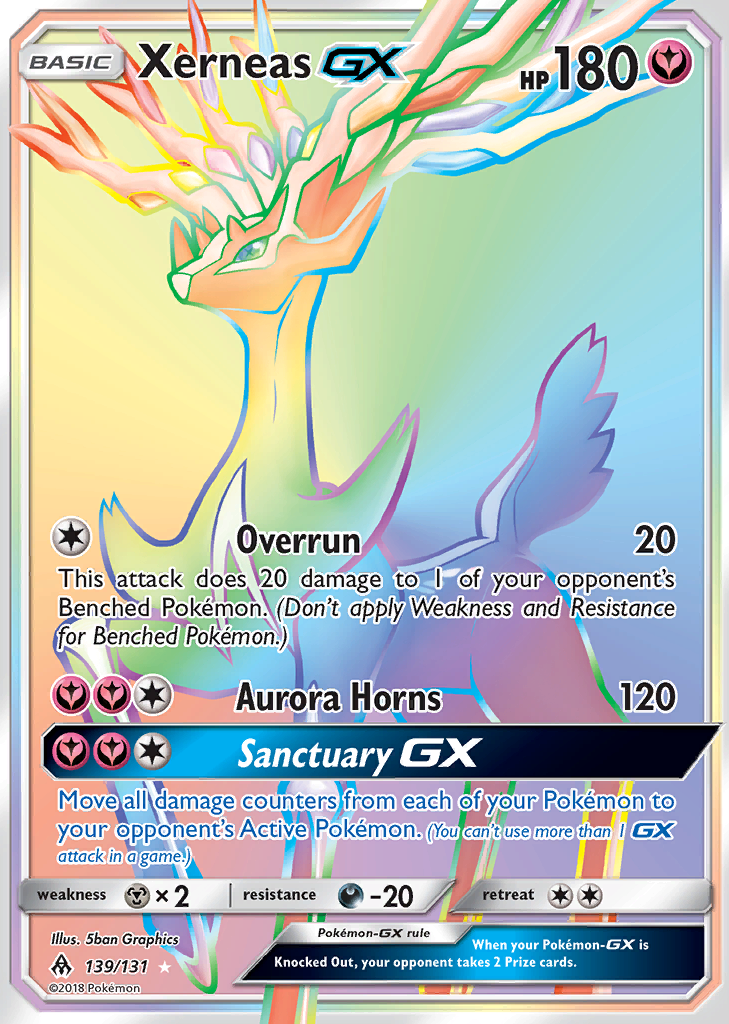 BASIC Xerneas GX HP 180
Overrun 20
This attack does 20 damage to 1 of your opponent's
Benched Pokémon. (Don't apply Weakness and Resistance
for Benched Pokémon.)
Aurora Horns 120
Sanctuary GX
Move all damage counters from each of your Pokémon to
your opponent's Active Pokémon. (You can't use more than 1 GX
attack in a game.)
weakness ×2 resistance -20 retreat
Illus. 5ban Graphics
139/131
©2018 Pokémon
Pokémon-GX rule
When your Pokémon-GX is
Knocked Out, your opponent takes 2 Prize cards.